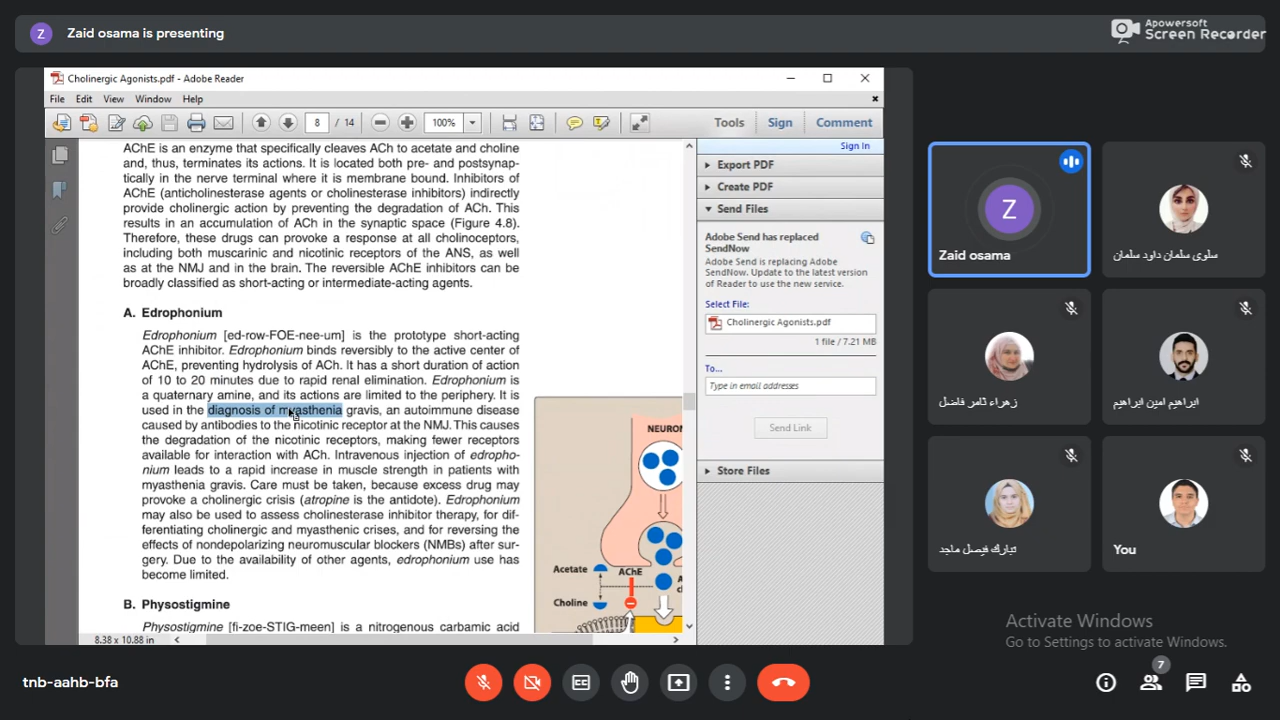 Z
Zaid osama is presenting
Apowersoft
Screen Recorder
Cholinergic Agonists.pdf - Adobe Reader
File Edit View Window Help
8 / 14
100%
Tools
Sign
Comment
AChE is an enzyme that specifically cleaves ACh to acetate and choline
and, thus, terminates its actions. It is located both pre- and postsynap-
tically in the nerve terminal where it is membrane bound. Inhibitors of
AChE (anticholinesterase agents or cholinesterase inhibitors) indirectly
provide cholinergic action by preventing the degradation of ACh. This
results in an accumulation of ACh in the synaptic space (Figure 4.8).
Therefore, these drugs can provoke a response at all cholinoceptors,
including both muscarinic and nicotinic receptors of the ANS, as well
as at the NMJ and in the brain. The reversible AChE inhibitors can be
broadly classified as short-acting or intermediate-acting agents.
A. Edrophonium
Edrophonium [ed-row-FOE-nee-um] is the prototype short-acting
AChE inhibitor. Edrophonium binds reversibly to the active center of
AChE, preventing hydrolysis of ACh. It has a short duration of action
of 10 to 20 minutes due to rapid renal elimination. Edrophonium is
a quaternary amine, and its actions are limited to the periphery. It is
used in the diagnosis of myasthenia gravis, an autoimmune disease
caused by antibodies to the nicotinic receptor at the NMJ. This causes
the degradation of the nicotinic receptors, making fewer receptors
available for interaction with ACh. Intravenous injection of edropho-
nium leads to a rapid increase in muscle strength in patients with
myasthenia gravis. Care must be taken, because excess drug may
provoke a cholinergic crisis (atropine is the antidote). Edrophonium
may also be used to assess cholinesterase inhibitor therapy, for dif-
ferentiating cholinergic and myasthenic crises, and for reversing the
effects of nondepolarizing neuromuscular blockers (NMBs) after sur-
gery. Due to the availability of other agents, edrophonium use has
become limited.
B. Physostigmine
Physostigmine [fi-zoe-STIG-meen] is a nitrogenous carbamic acid
8.38 x 10.88 in
NEURON
Acetate
AChE
Choline
Sign In
Export PDF
Create PDF
Send Files
Adobe Send has replaced
SendNow
Adobe Send is replacing Adobe
SendNow. Update to the latest version
of Reader to use the new service.
Select File:
Cholinergic Agonists.pdf
1 file / 7.21 MB
To...
Type in email addresses
Send Link
Store Files
Z
Zaid osama
سلوى سلمان داود سلمان
زهراء ثامر فاضل
ابراهيم امين ابراهيم
تبارك فيصل ماجد
You
Activate Windows
Go to Settings to activate Windows.
tnb-aahb-bfa
7